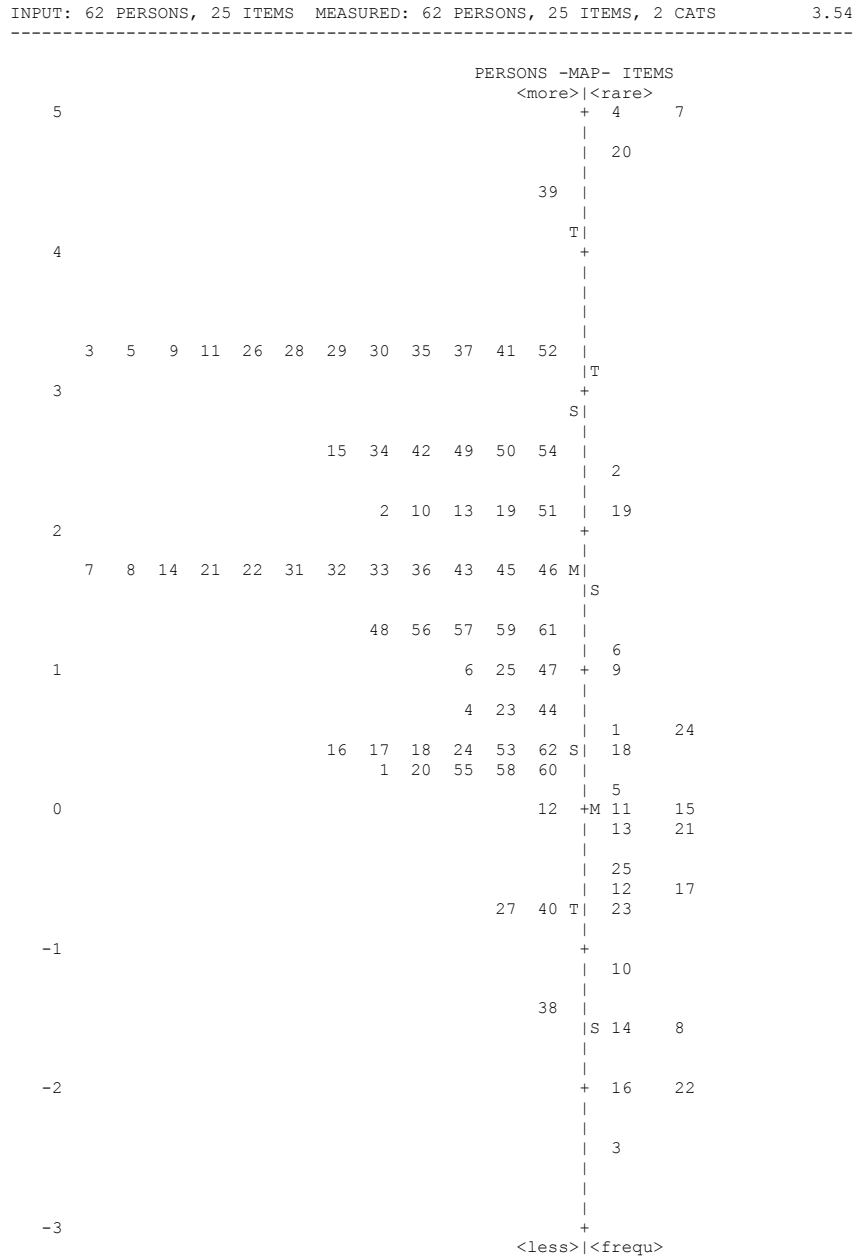 INPUT: 62 PERSONS, 25 ITEMS  MEASURED: 62 PERSONS, 25 ITEMS, 2 CATS         3.54
--------------------------------------------------------------------------------
PERSONS -MAP- ITEMS
<more>|<rare>
5 + 4 7
|
| 20
|
39 |
|
T|
4 +
|
|
|
|
3 5 9 11 26 28 29 30 35 37 41 52 |
|T
3 +
S|
|
15 34 42 49 50 54 |
| 2
|
2 10 13 19 51 | 19
2 +
|
7 8 14 21 22 31 32 33 36 43 45 46 M|
|S
|
48 56 57 59 61 |
| 6
1 6 25 47 + 9
|
4 23 44 |
| 1 24
16 17 18 24 53 62 S| 18
1 20 55 58 60 |
| 5
0 12 +M 11 15
| 13 21
|
| 25
| 12 17
27 40 T| 23
|
-1 +
| 10
|
38 |
|S 14 8
|
|
-2 + 16 22
|
|
| 3
|
|
|
-3 +
<less>|<frequ>